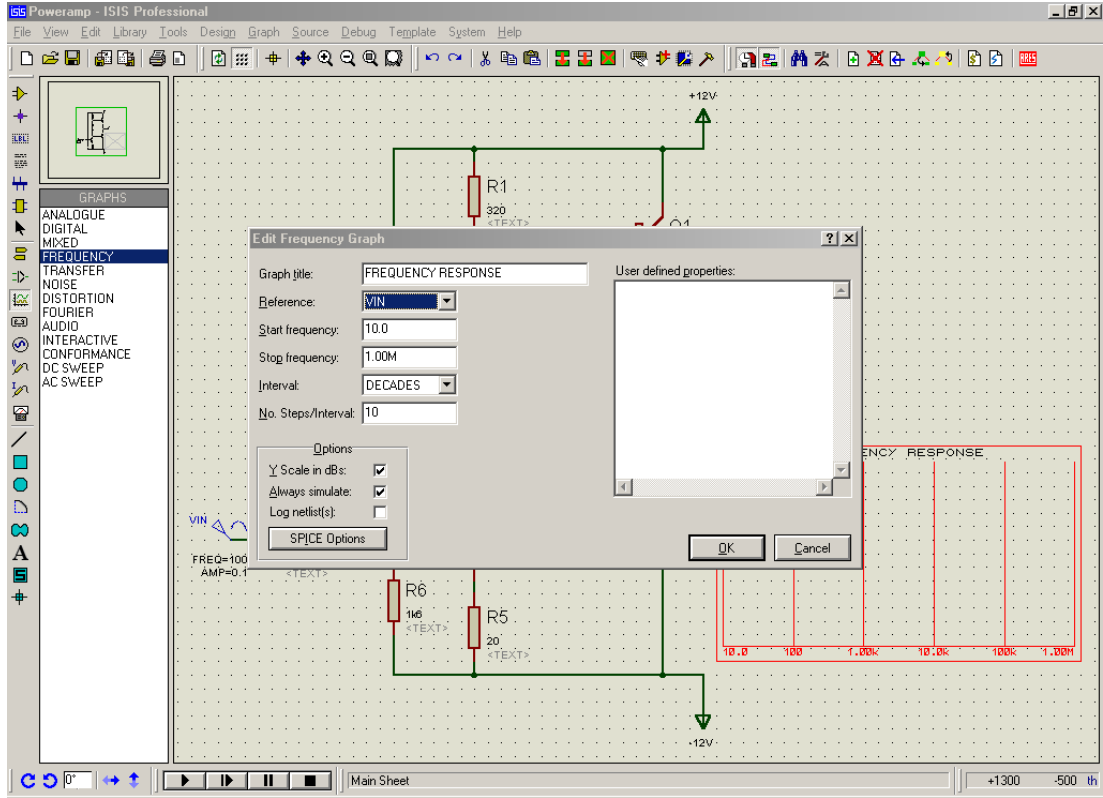 ISIS Poweramp - ISIS Professional
File View Edit Library Tools Design Graph Source Debug Template System Help
ARES
LBL
GRAPHS
ANALOGUE
DIGITAL
MIXED
FREQUENCY
TRANSFER
NOISE
DISTORTION
FOURIER
AUDIO
INTERACTIVE
CONFORMANCE
DC SWEEP
AC SWEEP
+12V
R1
320
<TEXT>
Q1
Edit Frequency Graph
Graph title: FREQUENCY RESPONSE
Reference: VIN
Start frequency: 10.0
Stop frequency: 1.00M
Interval: DECADES
No. Steps/Interval: 10
Options
Y Scale in dBs:
Always simulate:
Log netlist(s):
SPICE Options
User defined properties:
OK Cancel
VIN
FREQ=100
AMP=0.1
<TEXT>
R6
1k6
<TEXT>
R5
20
<TEXT>
ENCY RESPONSE
10.0 100 1.00k 10.0k 100k 1.00M
-12V
0° Main Sheet +1300 -500 th